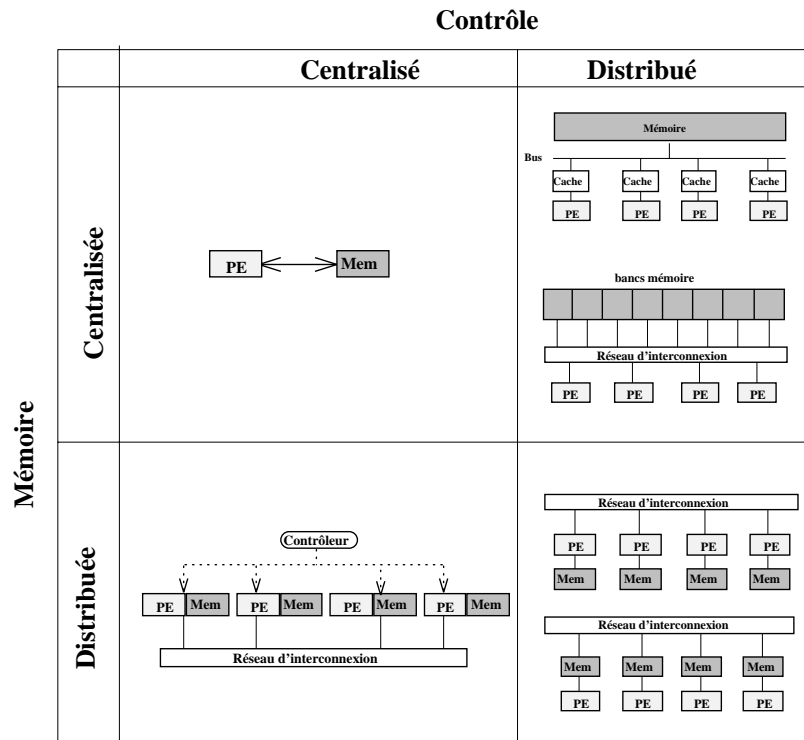 Contrôle
Centralisé Distribué
Mémoire
Centralisée
PE Mem
Mémoire
Bus
Cache Cache Cache Cache
PE PE PE PE
bancs mémoire
Réseau d'interconnexion
PE PE PE PE
Distribuée
Contrôleur
PE Mem PE Mem PE Mem PE Mem
Réseau d'interconnexion
Réseau d'interconnexion
PE PE PE PE
Mem Mem Mem Mem
Réseau d'interconnexion
Mem Mem Mem Mem
PE PE PE PE